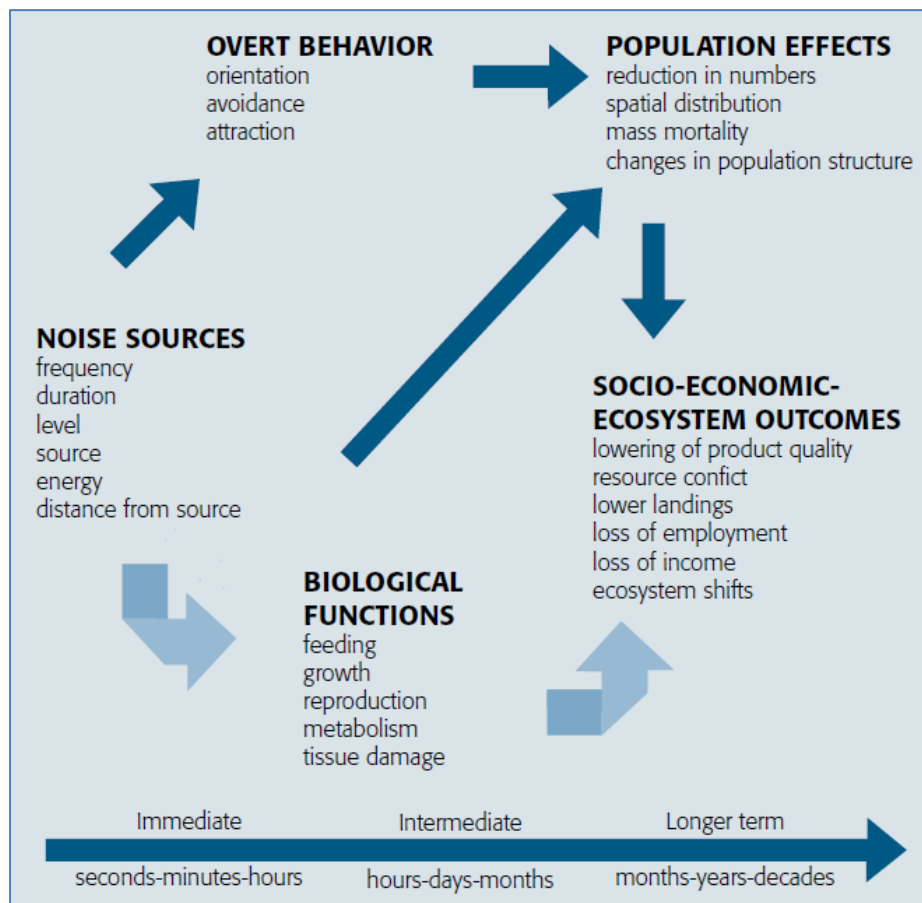 OVERT BEHAVIOR
orientation
avoidance
attraction
POPULATION EFFECTS
reduction in numbers
spatial distribution
mass mortality
changes in population structure
NOISE SOURCES
frequency
duration
level
source
energy
distance from source
BIOLOGICAL
FUNCTIONS
feeding
growth
reproduction
metabolism
tissue damage
SOCIO-ECONOMIC-
ECOSYSTEM OUTCOMES
lowering of product quality
resource confict
lower landings
loss of employment
loss of income
ecosystem shifts
Immediate
Intermediate
Longer term
seconds-minutes-hours
hours-days-months
months-years-decades